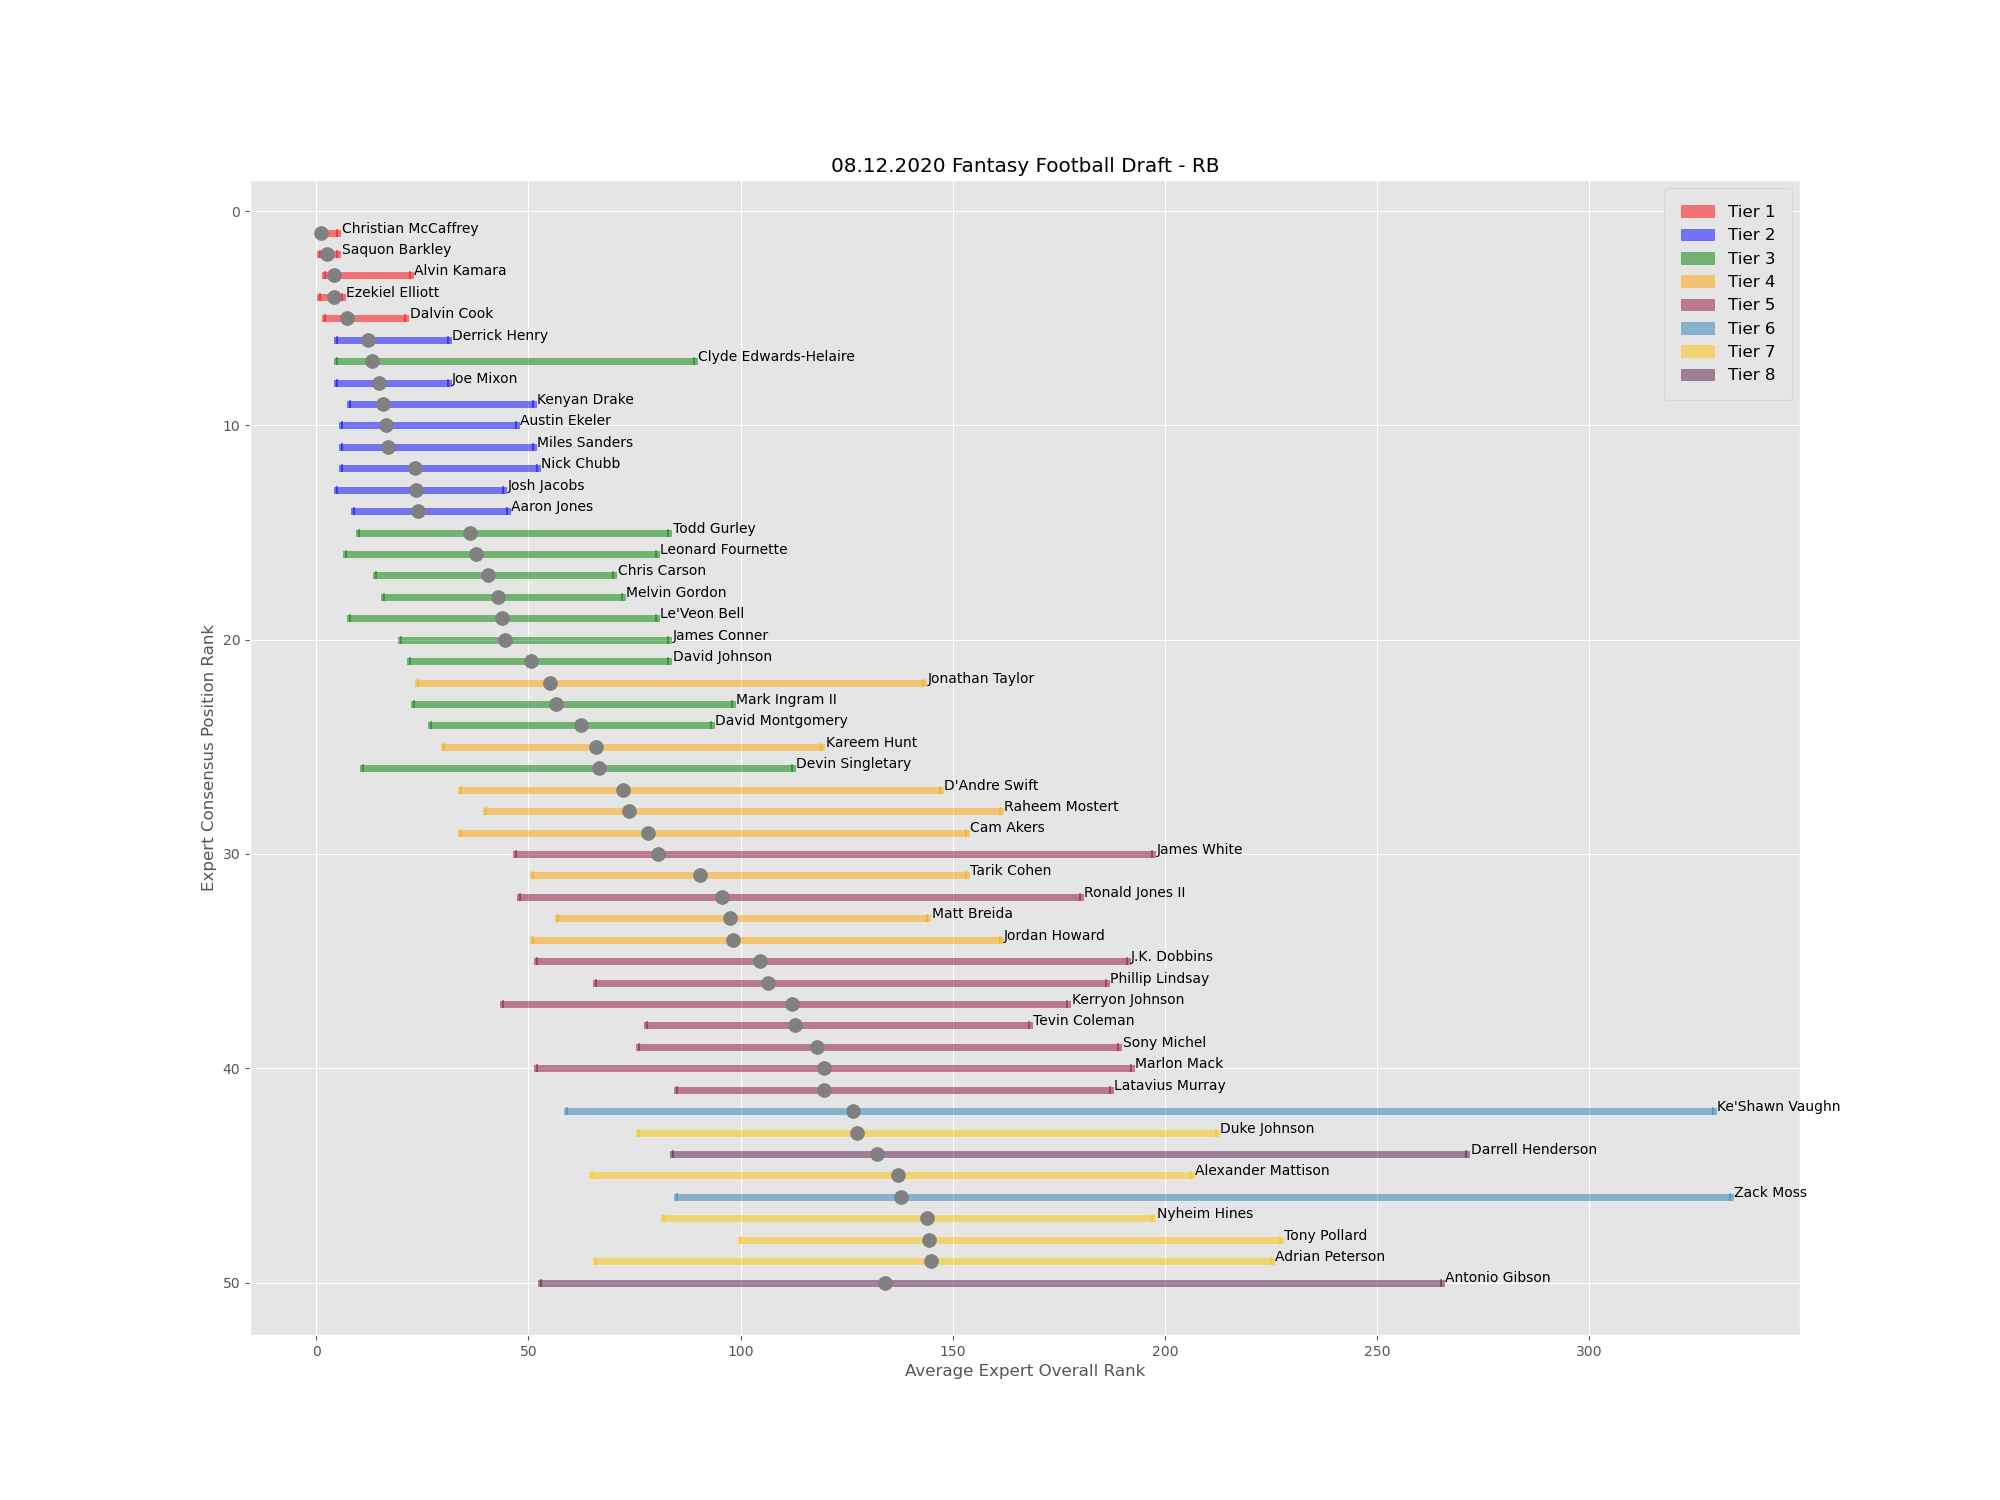 08.12.2020 Fantasy Football Draft - RB
Tier 1
Tier 2
Tier 3
Tier 4
Tier 5
Tier 6
Tier 7
Tier 8
Expert Consensus Position Rank
0
10
20
30
40
50
Christian McCaffrey
Saquon Barkley
Alvin Kamara
Ezekiel Elliott
Dalvin Cook
Derrick Henry
Clyde Edwards-Helaire
Joe Mixon
Kenyan Drake
Austin Ekeler
Miles Sanders
Nick Chubb
Josh Jacobs
Aaron Jones
Todd Gurley
Leonard Fournette
Chris Carson
Melvin Gordon
Le'Veon Bell
James Conner
David Johnson
Jonathan Taylor
Mark Ingram II
David Montgomery
Kareem Hunt
Devin Singletary
D'Andre Swift
Raheem Mostert
Cam Akers
James White
Tarik Cohen
Ronald Jones II
Matt Breida
Jordan Howard
J.K. Dobbins
Phillip Lindsay
Kerryon Johnson
Tevin Coleman
Sony Michel
Marlon Mack
Latavius Murray
Ke'Shawn Vaughn
Duke Johnson
Darrell Henderson
Alexander Mattison
Zack Moss
Nyheim Hines
Tony Pollard
Adrian Peterson
Antonio Gibson
0 50 100 150 200 250 300
Average Expert Overall Rank